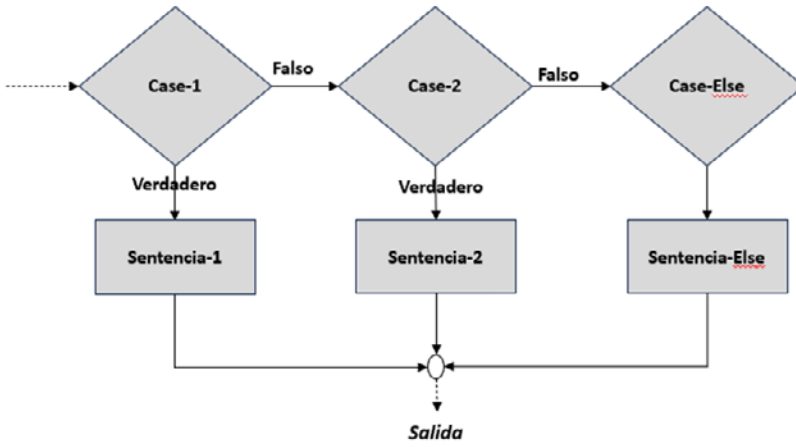 Falso
Falso
Case-1
Case-2
Case-Else
Verdadero
Verdadero
Sentencia-1
Sentencia-2
Sentencia-Else
Salida